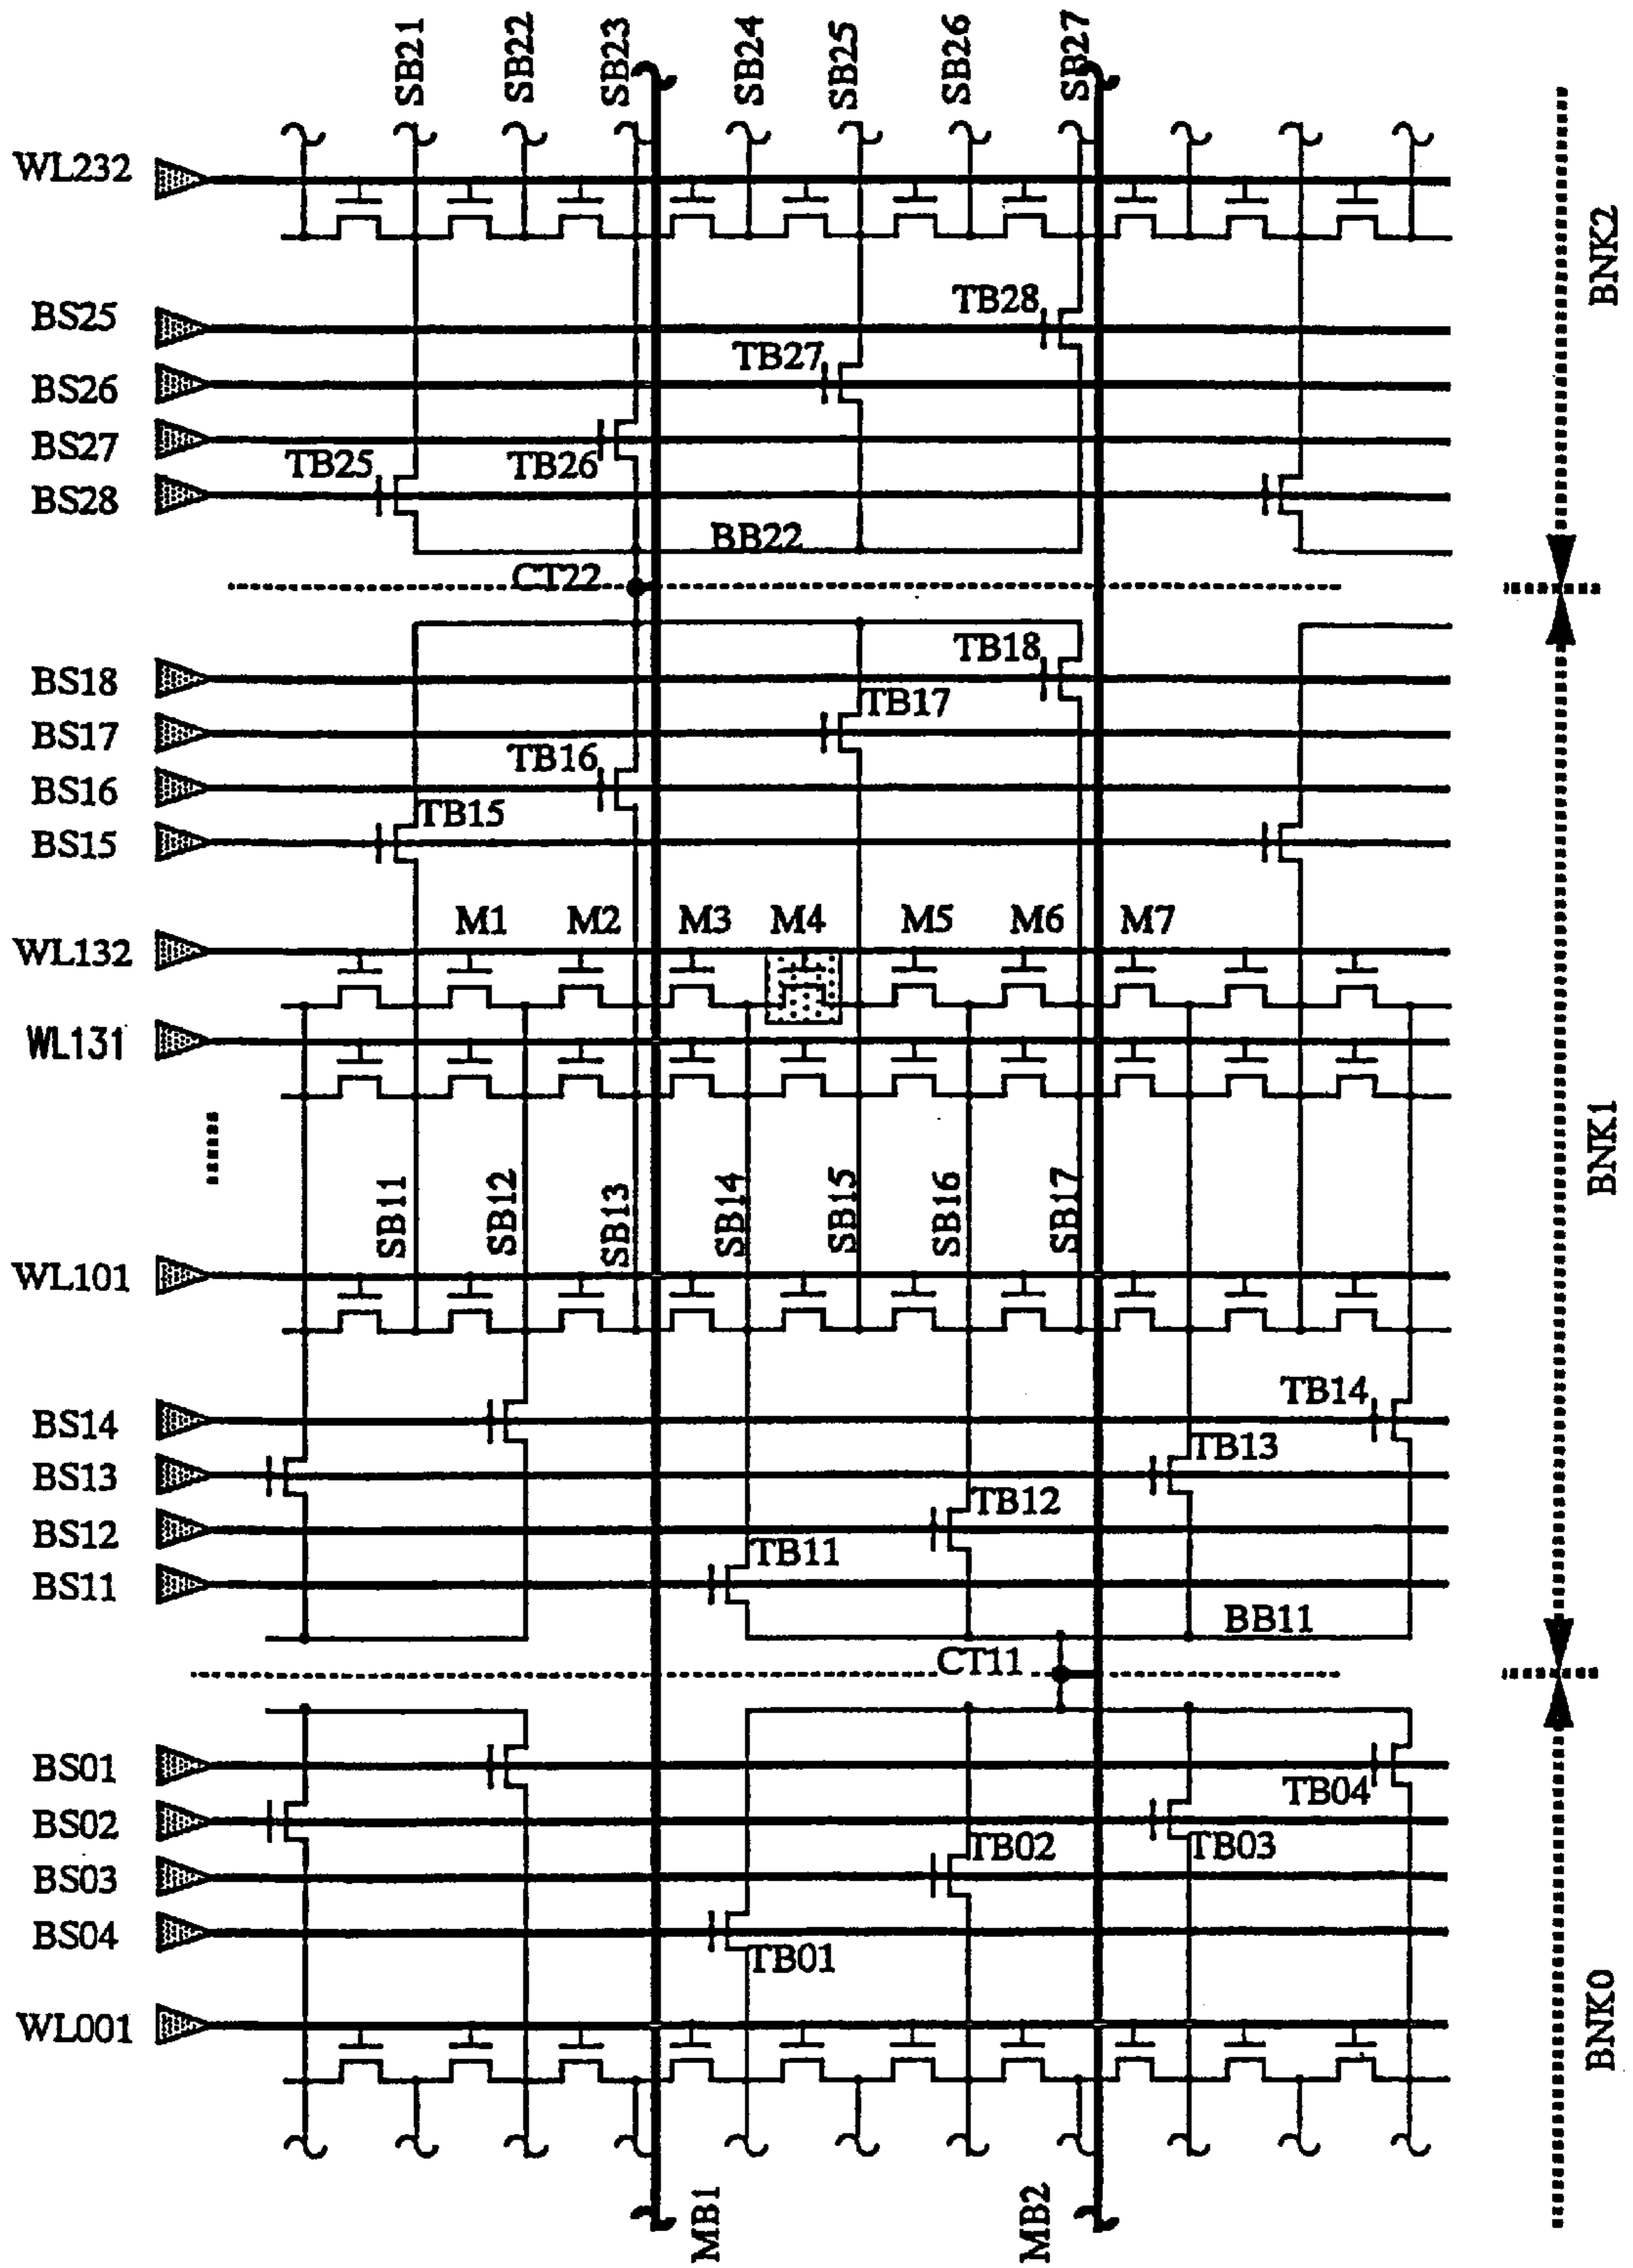 SB21
SB22
SB23
SB24
SB25
SB26
SB27
WL232
BNK2
BS25
TB28
TB27
BS26
BS27
TB25
TB26
BS28
BB22
CT22
TB18
BS18
TB17
BS17
TB16
BS16
TB15
BS15
M1
M2
M3
M4
M5
M6
M7
WL132
WL131
BNK1
SB11
SB12
SB13
SB14
SB15
SB16
SB17
WL101
TB14
BS14
TB13
BS13
TB12
BS12
TB11
BS11
BB11
CT11
BS01
TB04
BS02
TB02
TB03
BS03
BS04
TB01
WL001
BNK0
MB1
MB2